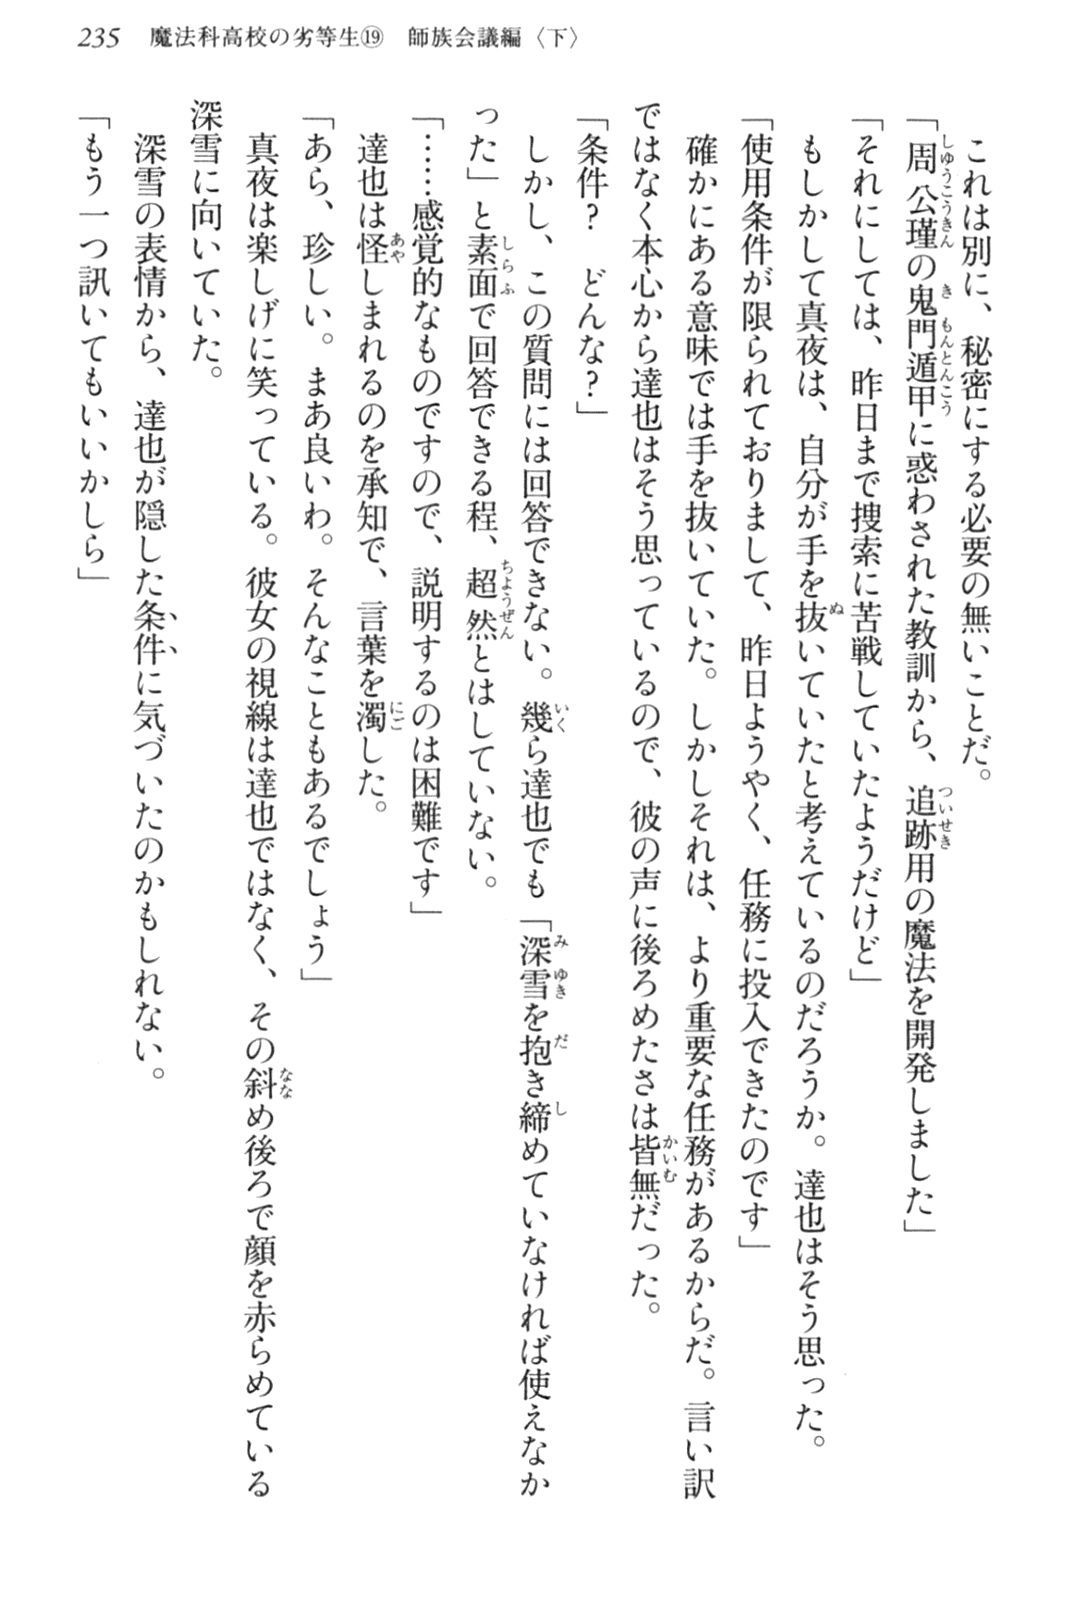 235　魔法科高校の劣等生⑲　師族会議編〈下〉
　これは別に、秘密にする必要の無いことだ。
「周公瑾の鬼門遁甲に惑わされた教訓から、追跡用の魔法を開発しました」
「それにしては、昨日まで捜索に苦戦していたようだけど」
　もしかして真夜は、自分が手を抜いていたと考えているのだろうか。達也はそう思った。
「使用条件が限られておりまして、昨日ようやく、任務に投入できたのです」
　確かにある意味では手を抜いていた。しかしそれは、より重要な任務があるからだ。言い訳
ではなく本心から達也はそう思っているので、彼の声に後ろめたさは皆無だった。
「条件？　どんな？」
　しかし、この質問には回答できない。幾ら達也でも「深雪を抱き締めていなければ使えなか
った」と素面で回答できる程、超然とはしていない。
「……感覚的なものですので、説明するのは困難です」
　達也は怪しまれるのを承知で、言葉を濁した。
「あら、珍しい。まあ良いわ。そんなこともあるでしょう」
　真夜は楽しげに笑っている。彼女の視線は達也ではなく、その斜め後ろで顔を赤らめている
深雪に向いていた。
　深雪の表情から、達也が隠した条件に気づいたのかもしれない。
「もう一つ訊いてもいいかしら」